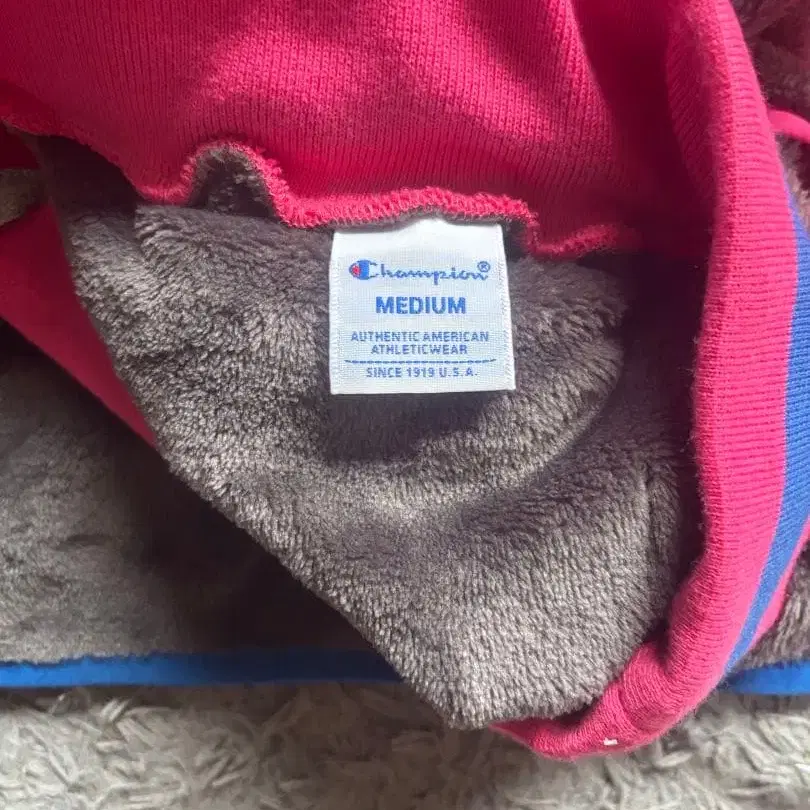 Champion®
MEDIUM
AUTHENTIC AMERICAN
ATHLETICWEAR
SINCE 1919 U.S.A.